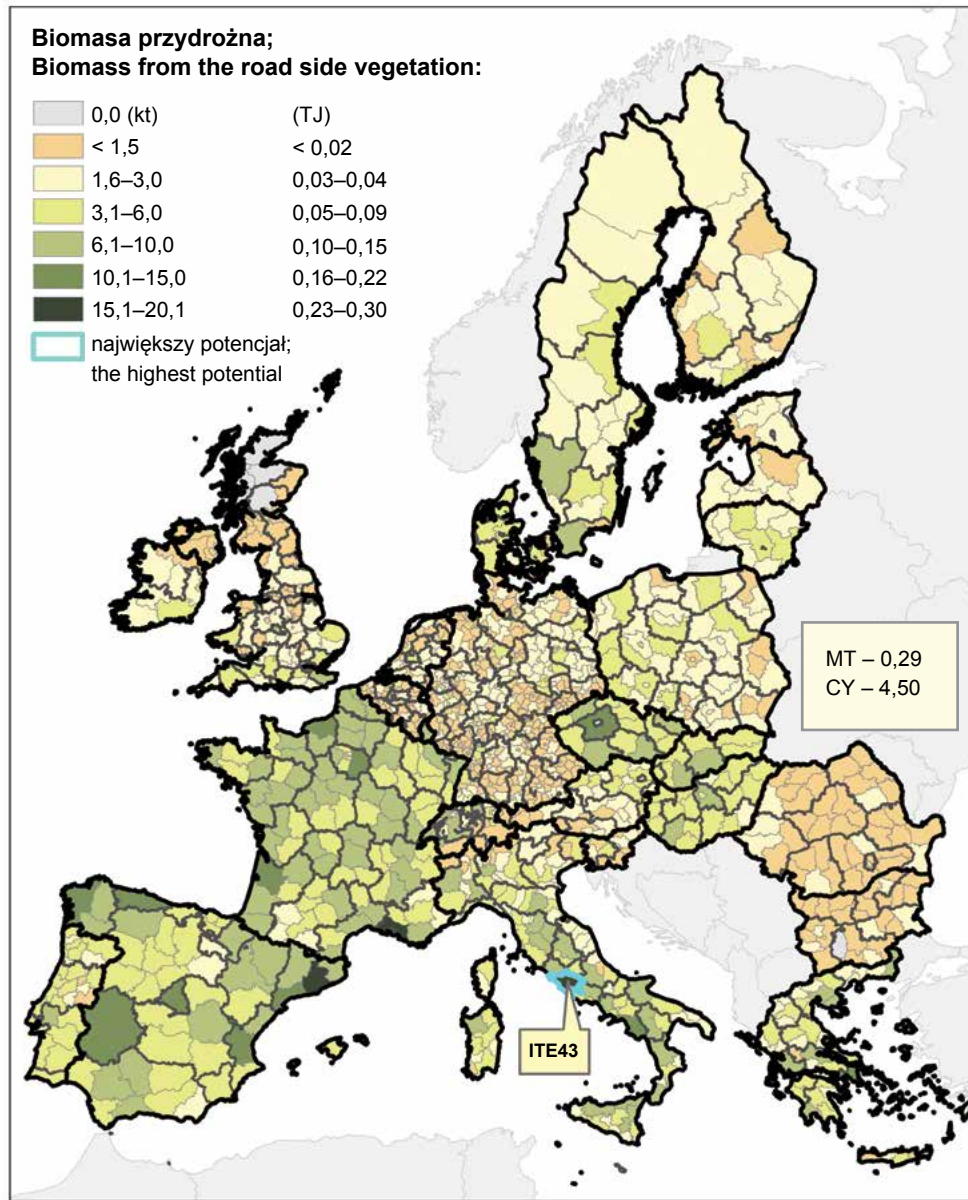 Biomasa przydrożna;
Biomass from the road side vegetation:
0,0 (kt) (TJ)
< 1,5 < 0,02
1,6–3,0 0,03–0,04
3,1–6,0 0,05–0,09
6,1–10,0 0,10–0,15
10,1–15,0 0,16–0,22
15,1–20,1 0,23–0,30
największy potencjał;
the highest potential
MT – 0,29
CY – 4,50
ITE43